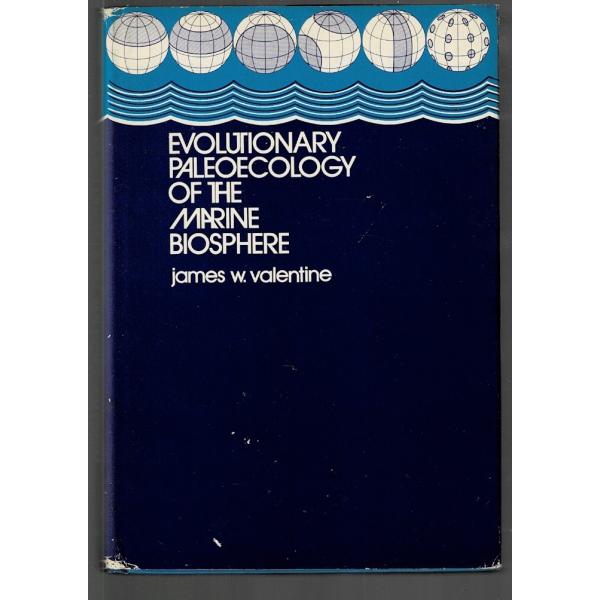 EVOLUTIONARY
PALEOECOLOGY
OF THE
MARINE
BIOSPHERE
james w. valentine